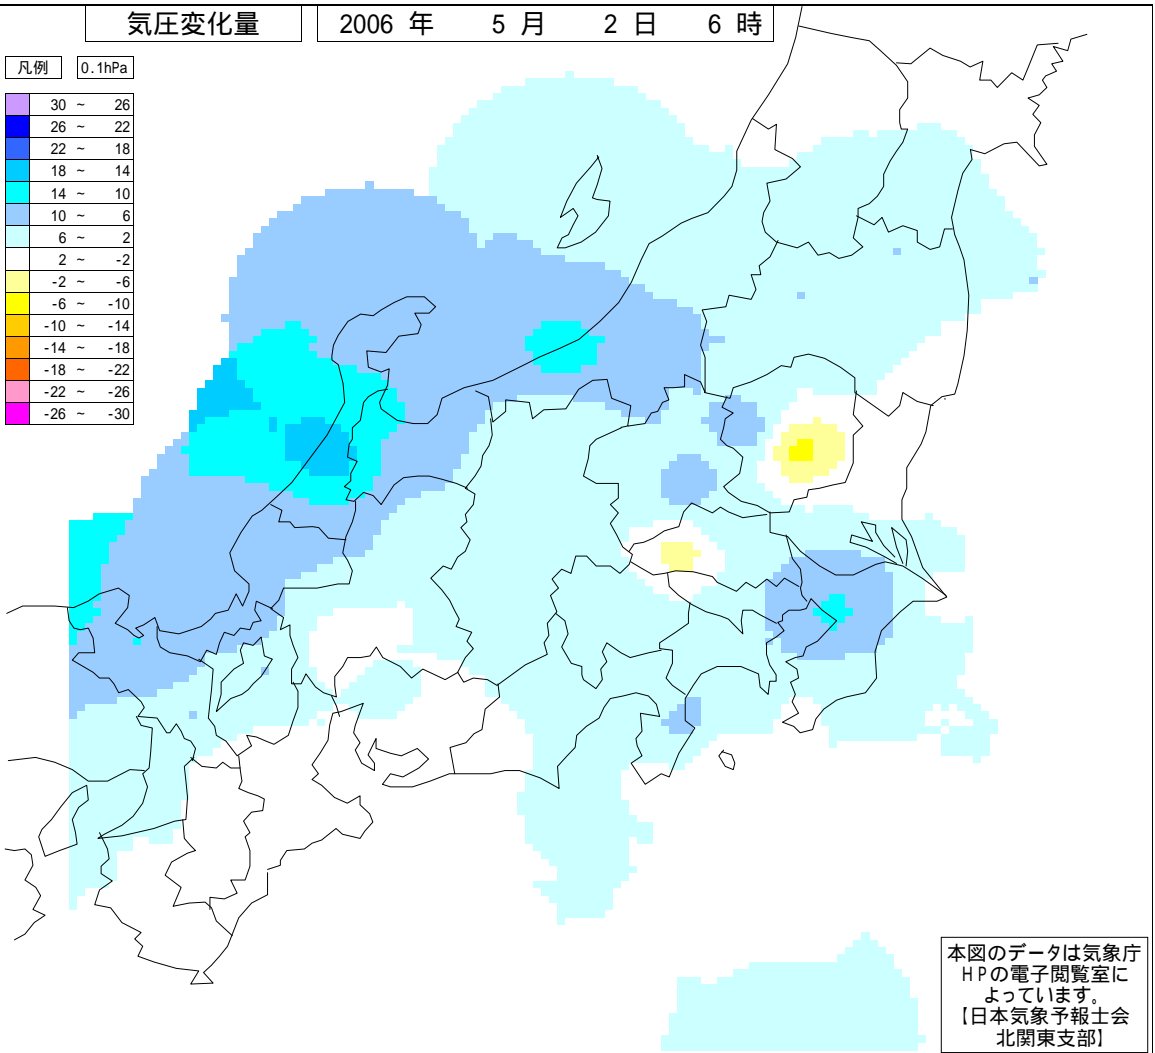 気圧変化量 2006 年 5 月 2 日 6 時
凡例 0.1hPa
30 ~ 26
26 ~ 22
22 ~ 18
18 ~ 14
14 ~ 10
10 ~ 6
6 ~ 2
2 ~ -2
-2 ~ -6
-6 ~ -10
-10 ~ -14
-14 ~ -18
-18 ~ -22
-22 ~ -26
-26 ~ -30
本図のデータは気象庁
HPの電子閲覧室に
よっています。
【日本気象予報士会
北関東支部】